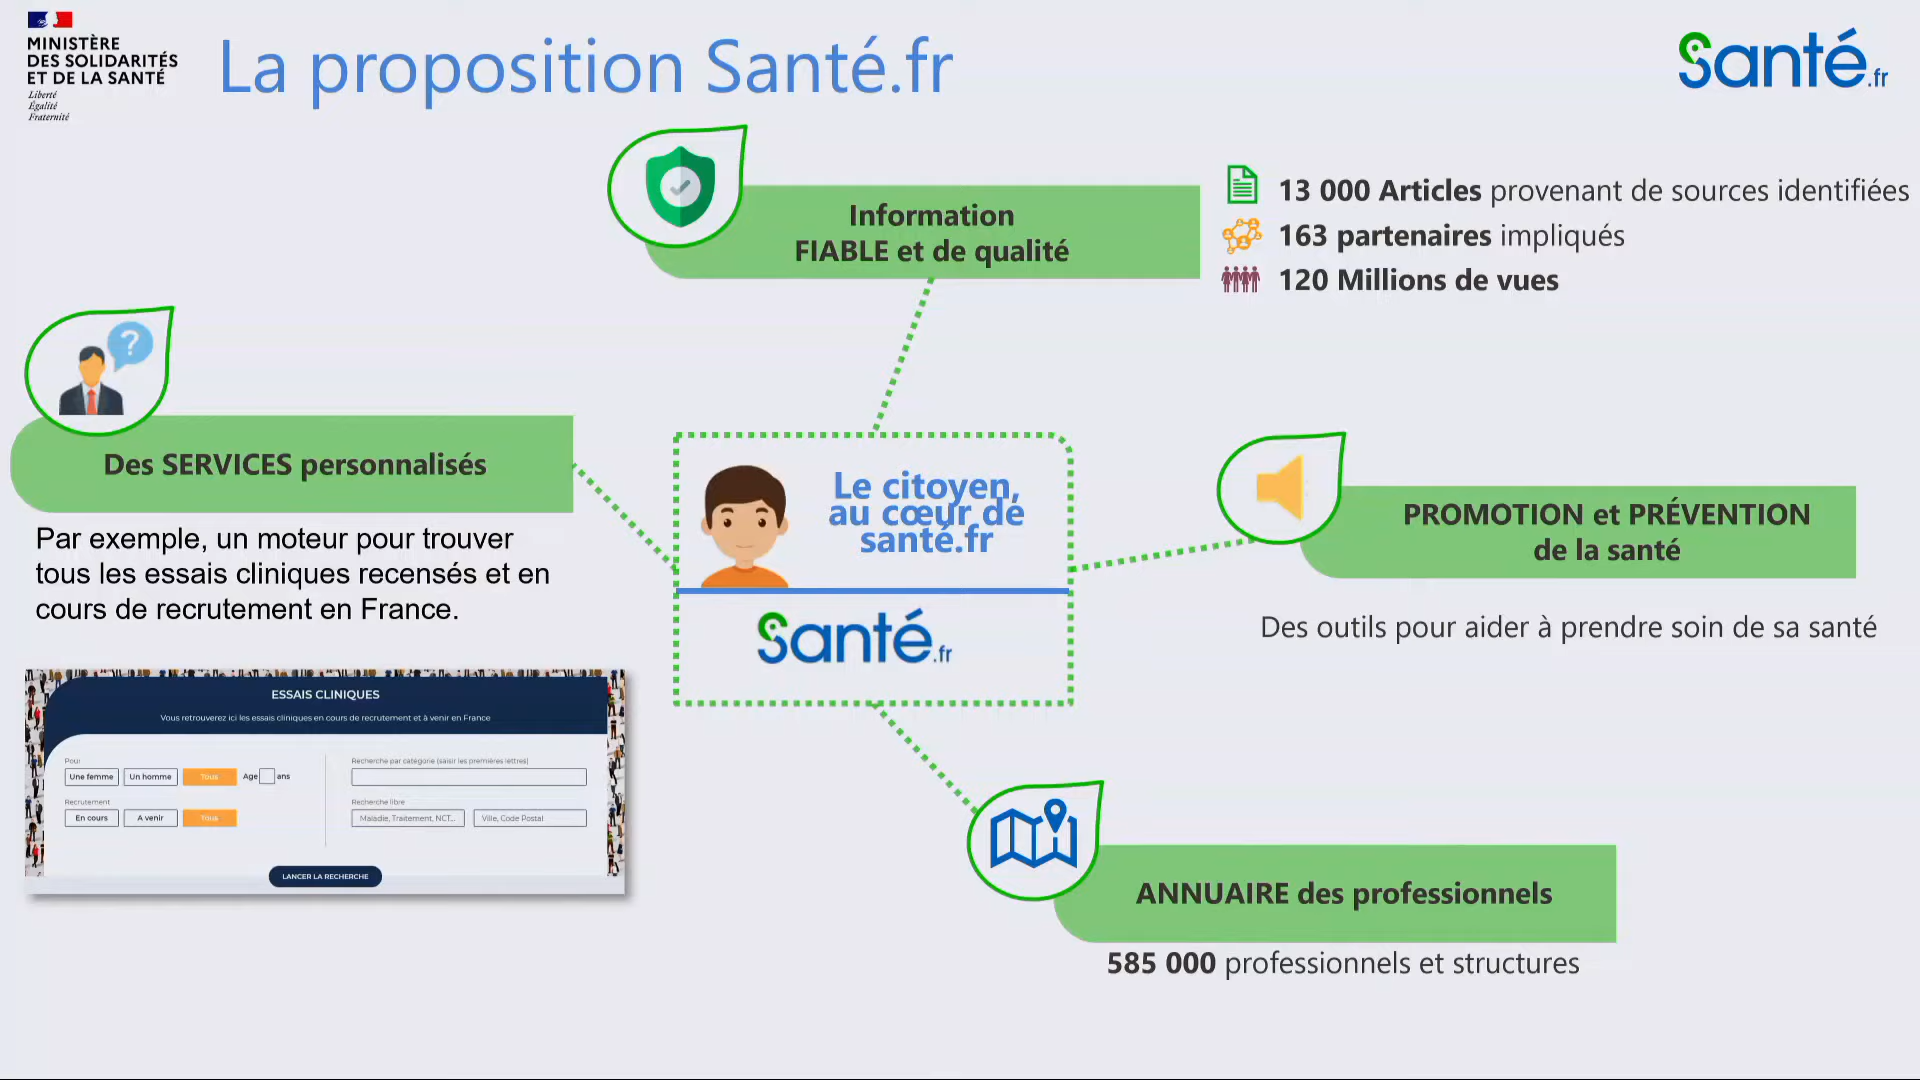 MINISTÈRE
DES SOLIDARITÉS
ET DE LA SANTÉ
Liberté
Égalité
Fraternité
La proposition Santé.fr
Santé.fr
Information
FIABLE et de qualité
13 000 Articles provenant de sources identifiées
163 partenaires impliqués
120 Millions de vues
Des SERVICES personnalisés
Par exemple, un moteur pour trouver
tous les essais cliniques recensés et en
cours de recrutement en France.
Le citoyen,
au cœur de
santé.fr
Santé.fr
PROMOTION et PRÉVENTION
de la santé
Des outils pour aider à prendre soin de sa santé
ESSAIS CLINIQUES
Vous retrouverez ici les essais cliniques en cours de recrutement et à venir en France
Pour
Une femme Un homme Tous Age ans
Recrutement
En cours A venir Tous
Recherche par catégorie (saisir les premières lettres)
Recherche libre
Maladie, Traitement, NCT... Ville, Code Postal
LANCER LA RECHERCHE
ANNUAIRE des professionnels
585 000 professionnels et structures